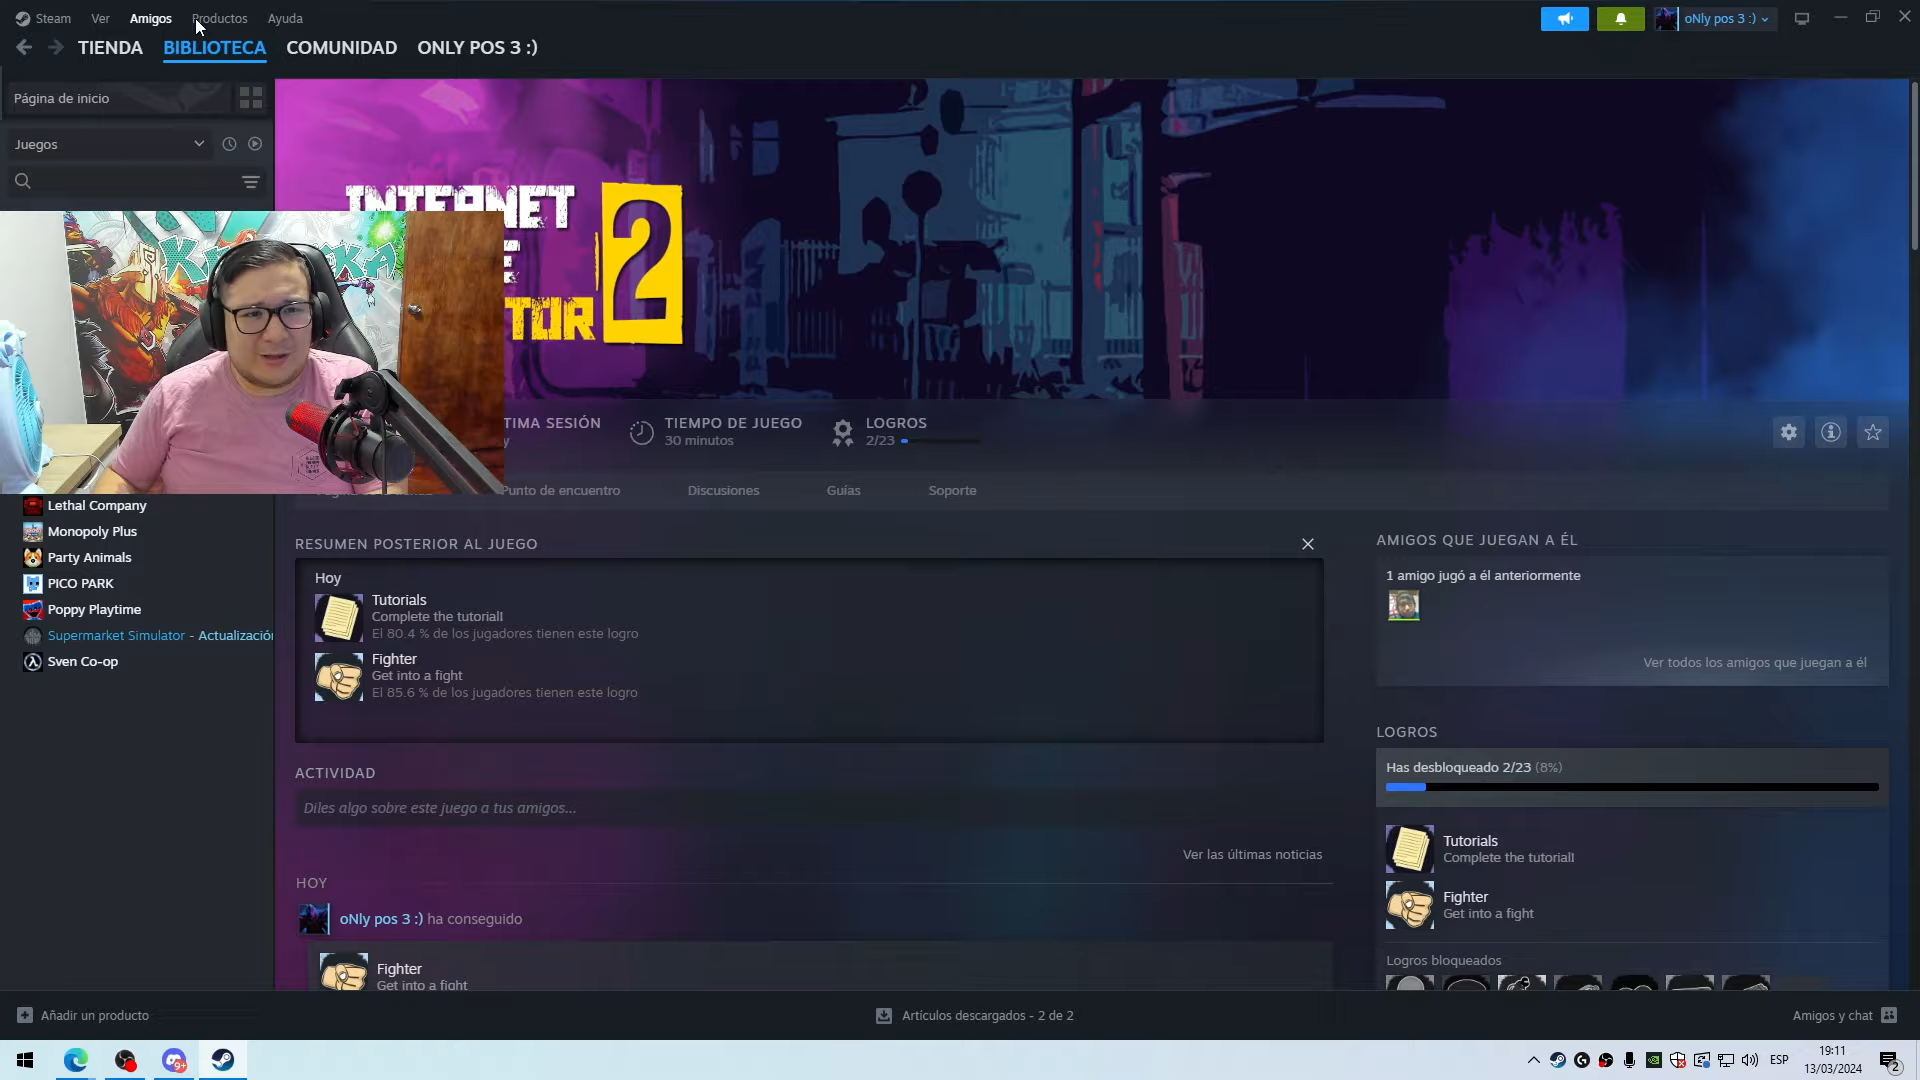 Steam Ver Amigos Productos Ayuda
oNly pos 3 :)
TIENDA BIBLIOTECA COMUNIDAD ONLY POS 3 :)
Página de inicio
Juegos
INTERNET
2
TOR
TIMA SESIÓN
y
TIEMPO DE JUEGO
30 minutos
LOGROS
2/23
Punto de encuentro Discusiones Guías Soporte
Lethal Company
Monopoly Plus
Party Animals
PICO PARK
Poppy Playtime
Supermarket Simulator - Actualización
Sven Co-op
RESUMEN POSTERIOR AL JUEGO
Hoy
Tutorials
Complete the tutorial!
El 80.4 % de los jugadores tienen este logro
Fighter
Get into a fight
El 85.6 % de los jugadores tienen este logro
ACTIVIDAD
Diles algo sobre este juego a tus amigos...
Ver las últimas noticias
HOY
oNly pos 3 :) ha conseguido
Fighter
Get into a fight
AMIGOS QUE JUEGAN A ÉL
1 amigo jugó a él anteriormente
Ver todos los amigos que juegan a él
LOGROS
Has desbloqueado 2/23 (8%)
Tutorials
Complete the tutorial!
Fighter
Get into a fight
Logros bloqueados
Añadir un producto
Artículos descargados - 2 de 2
Amigos y chat
9+
ESP
19:11
13/03/2024
2